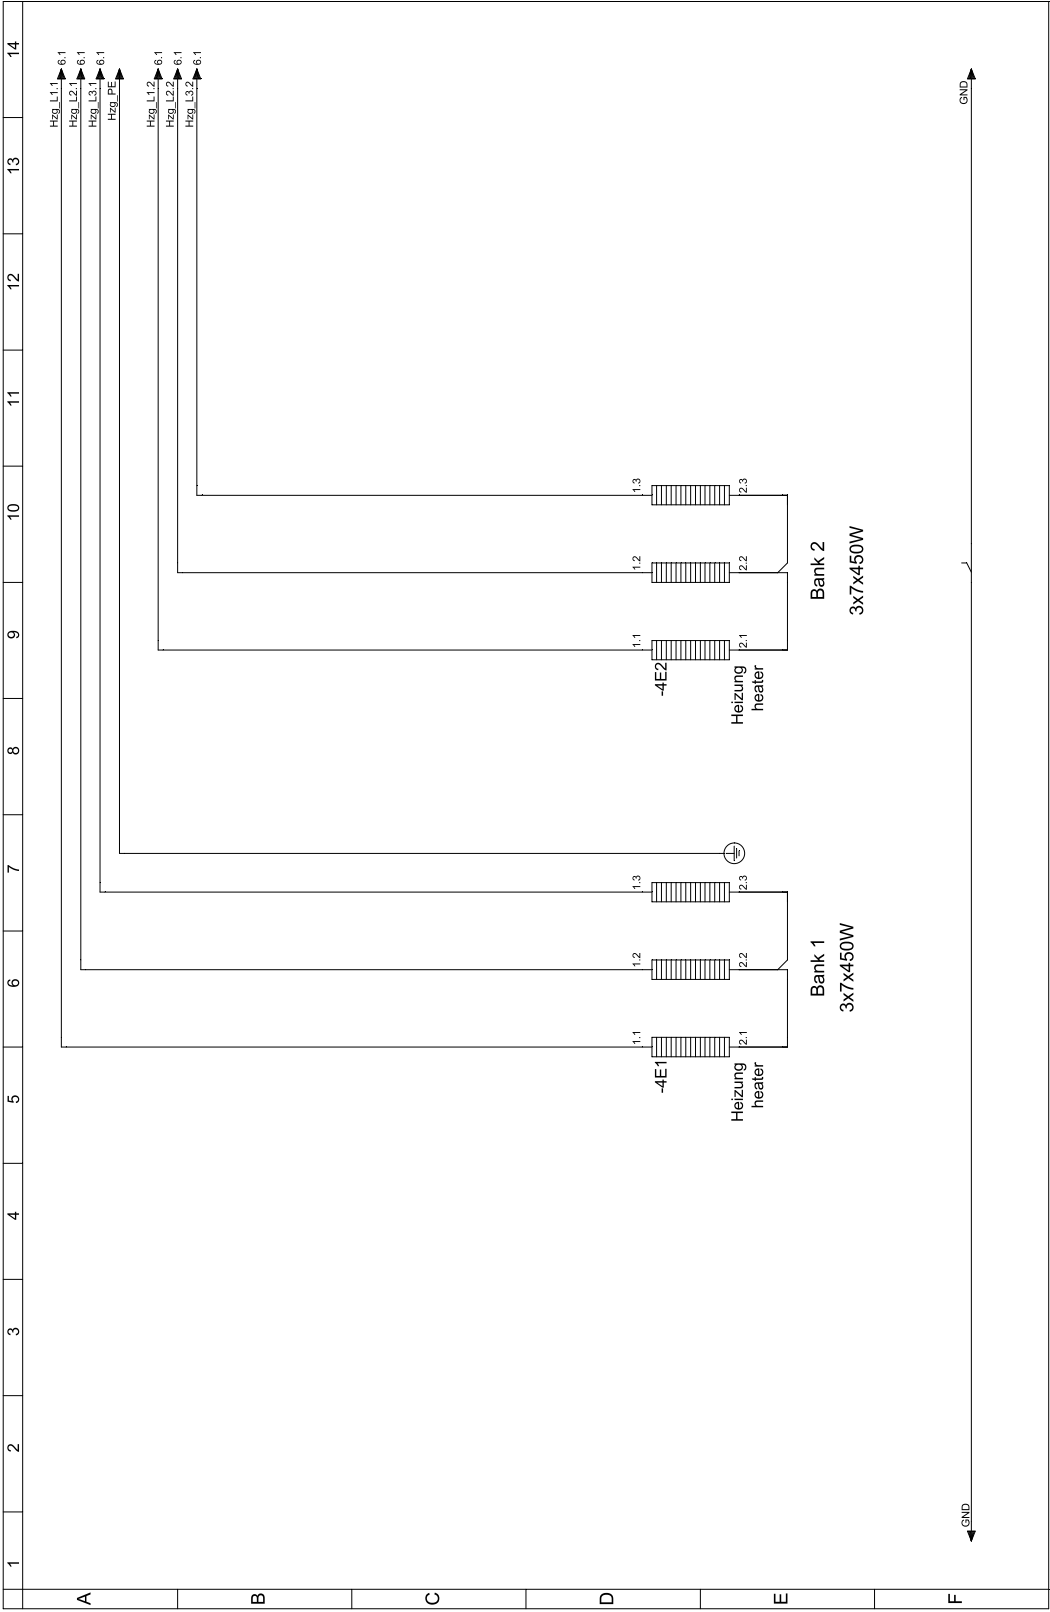 1 2 3 4 5 6 7 8 9 10 11 12 13 14
A
B
C
D
E
F
Hzg_L1.1 6.1
Hzg_L2.1 6.1
Hzg_L3.1 6.1
Hzg_PE
Hzg_L1.2 6.1
Hzg_L2.2 6.1
Hzg_L3.2 6.1
1.1 1.2 1.3
-4E1
2.1 2.2 2.3
Heizung
heater
Bank 1
3x7x450W
1.1 1.2 1.3
-4E2
2.1 2.2 2.3
Heizung
heater
Bank 2
3x7x450W
GND GND